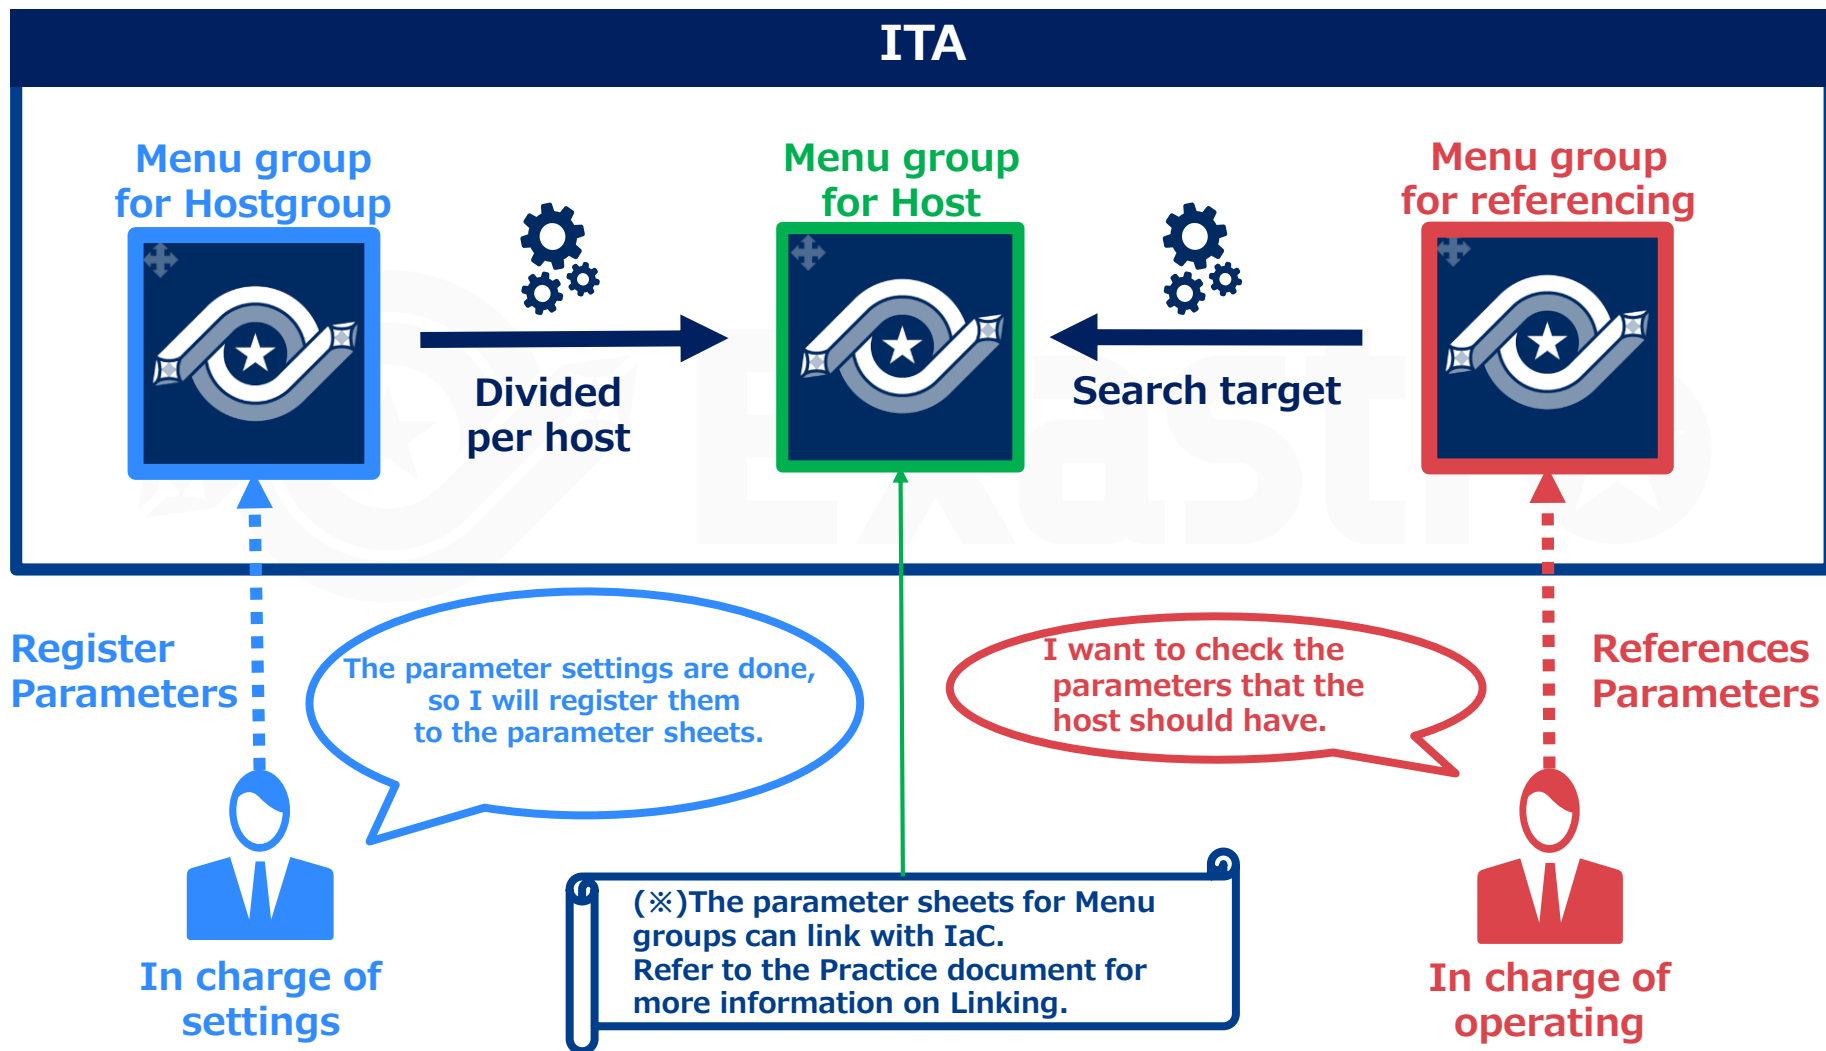 ITA
Menu group
for Hostgroup
Menu group
for Host
Menu group
for referencing
Divided
per host
Search target
Exastro
Register
Parameters
The parameter settings are done,
so I will register them
to the parameter sheets.
I want to check the
parameters that the
host should have.
References
Parameters
(※)The parameter sheets for Menu
groups can link with IaC.
Refer to the Practice document for
more information on Linking.
In charge of
settings
In charge of
operating